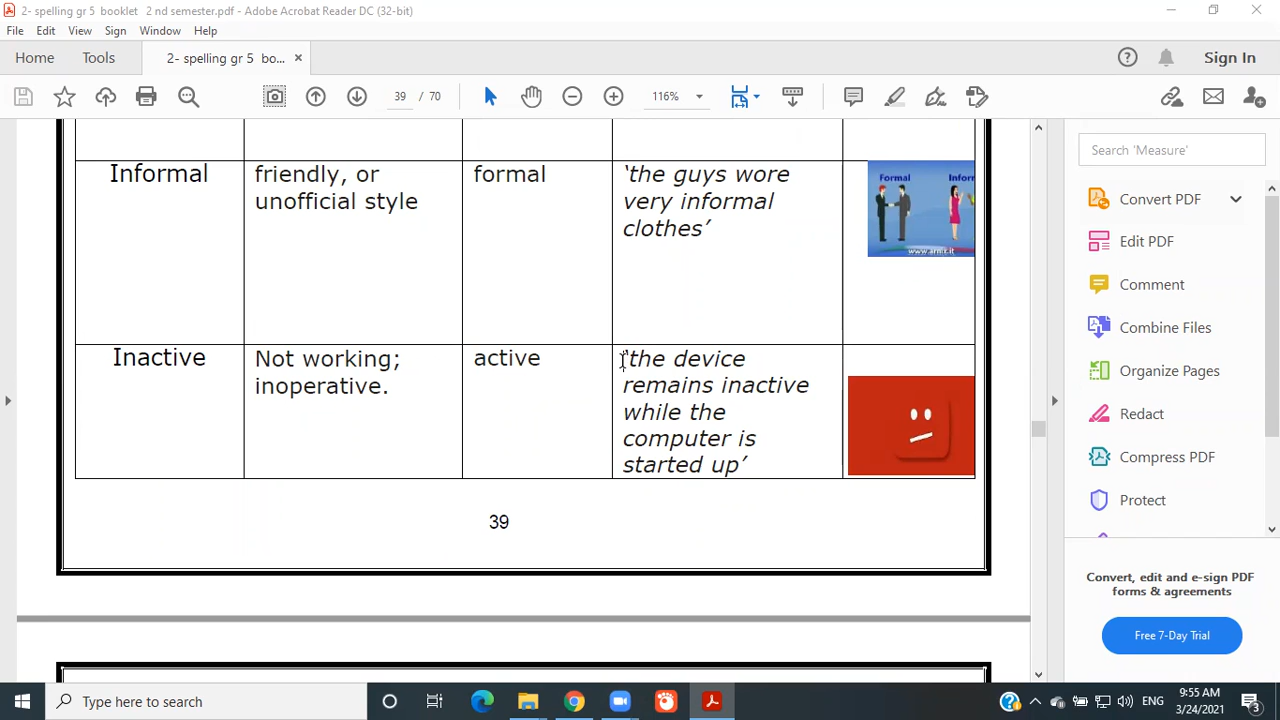 2- spelling gr 5 booklet 2 nd semester.pdf - Adobe Acrobat Reader DC (32-bit)
File Edit View Sign Window Help
Home Tools 2- spelling gr 5 bo... × Sign In
39 / 70 116%
Search 'Measure'
Convert PDF
Edit PDF
Comment
Combine Files
Organize Pages
Redact
Compress PDF
Protect
Convert, edit and e-sign PDF
forms & agreements
Free 7-Day Trial
Informal
friendly, or
unofficial style
formal
‘the guys wore
very informal
clothes’
Formal Inform
www.arnir.it
Inactive
Not working;
inoperative.
active
‘the device
remains inactive
while the
computer is
started up’
39
Type here to search
ENG
9:55 AM
3/24/2021
3